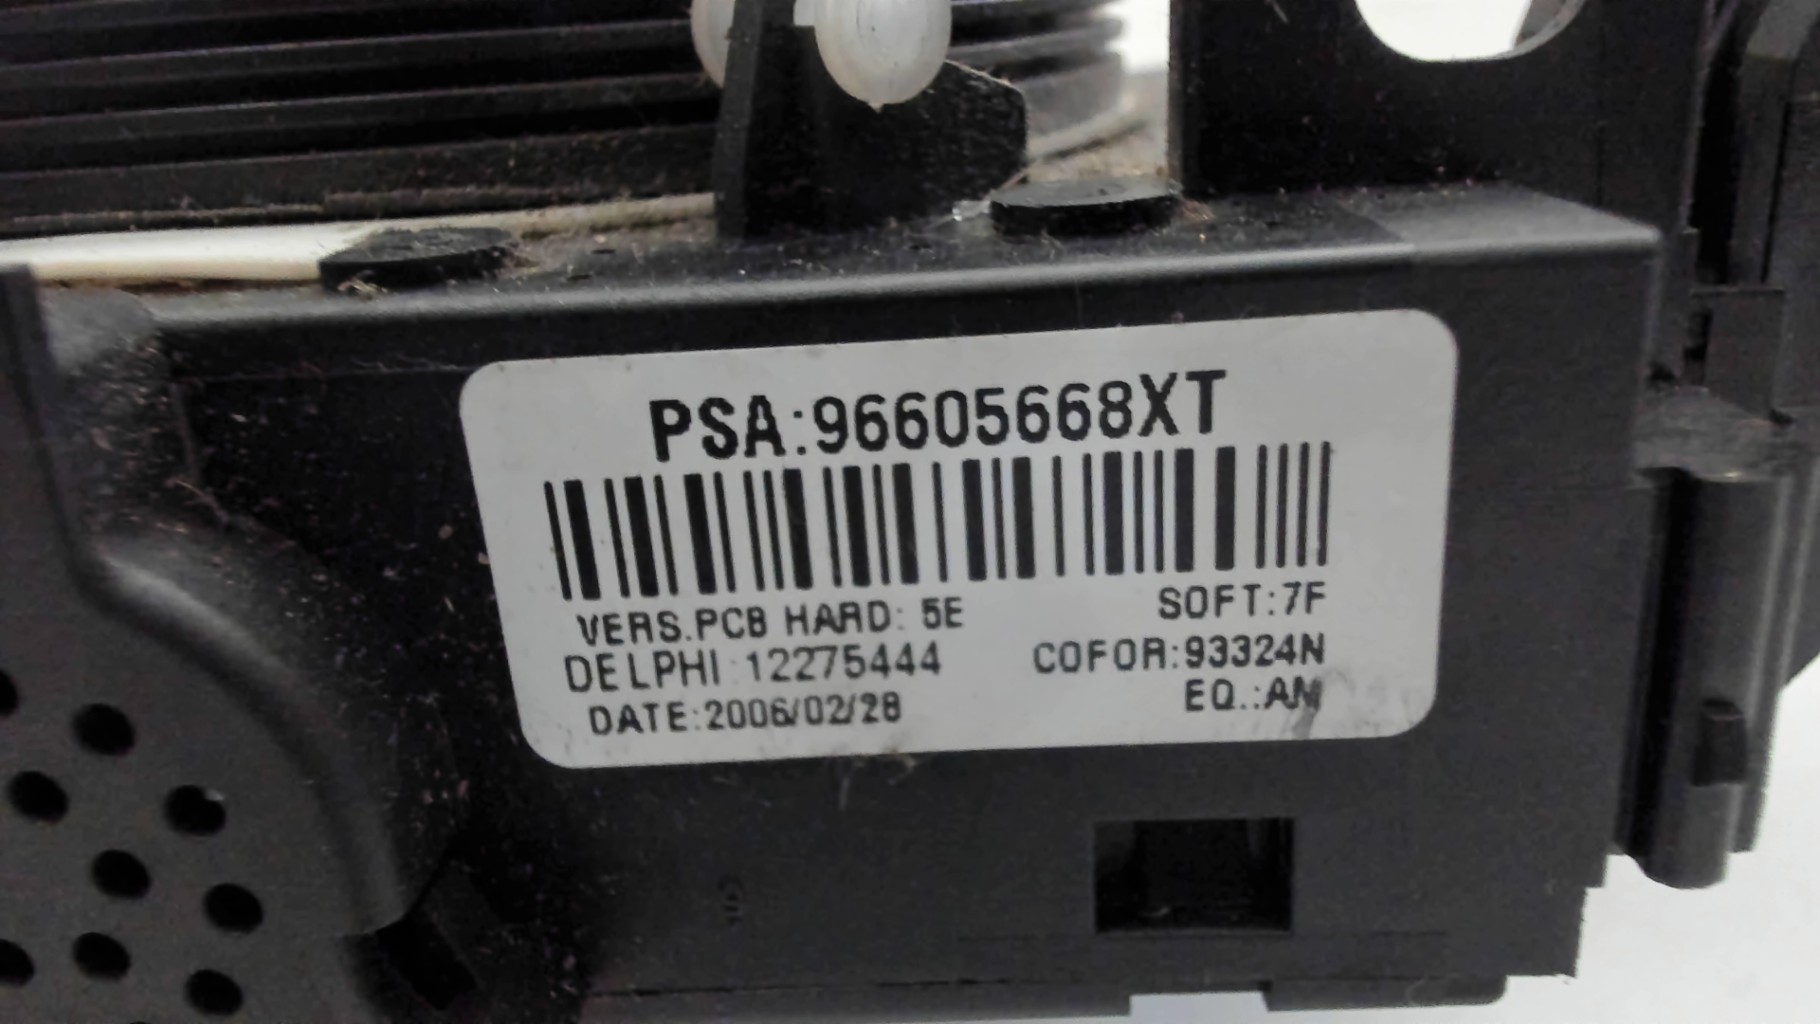 PSA:96605668XT
VERS.PCB HARD: 5E SOFT:7F
DELPHI:12275444 COFOR:93324N
DATE:2006/02/28 EQ.:AM